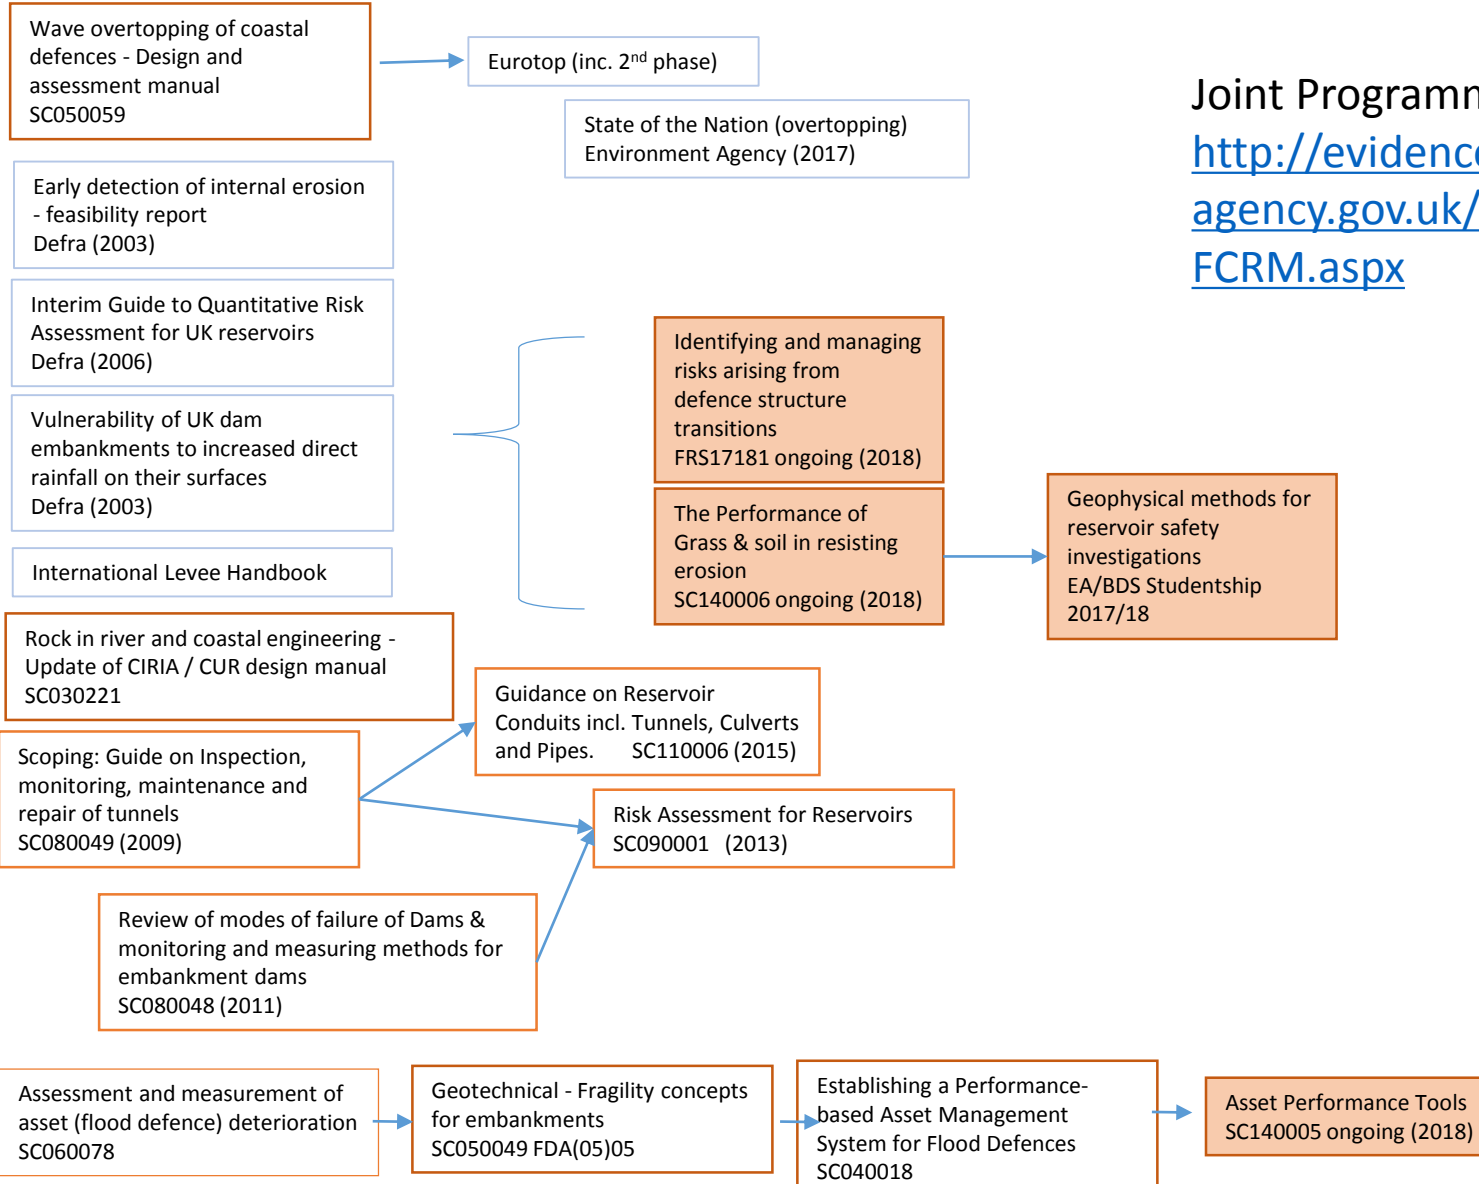 Wave overtopping of coastal
defences - Design and
assessment manual
SC050059
Eurotop (inc. 2nd phase)
State of the Nation (overtopping)
Environment Agency (2017)
Joint Programm
http://evidence
agency.gov.uk/
FCRM.aspx
Early detection of internal erosion
- feasibility report
Defra (2003)
Interim Guide to Quantitative Risk
Assessment for UK reservoirs
Defra (2006)
Vulnerability of UK dam
embankments to increased direct
rainfall on their surfaces
Defra (2003)
International Levee Handbook
Identifying and managing
risks arising from
defence structure
transitions
FRS17181 ongoing (2018)
The Performance of
Grass & soil in resisting
erosion
SC140006 ongoing (2018)
Geophysical methods for
reservoir safety
investigations
EA/BDS Studentship
2017/18
Rock in river and coastal engineering -
Update of CIRIA / CUR design manual
SC030221
Scoping: Guide on Inspection,
monitoring, maintenance and
repair of tunnels
SC080049 (2009)
Guidance on Reservoir
Conduits incl. Tunnels, Culverts
and Pipes. SC110006 (2015)
Risk Assessment for Reservoirs
SC090001 (2013)
Review of modes of failure of Dams &
monitoring and measuring methods for
embankment dams
SC080048 (2011)
Assessment and measurement of
asset (flood defence) deterioration
SC060078
Geotechnical - Fragility concepts
for embankments
SC050049 FDA(05)05
Establishing a Performance-
based Asset Management
System for Flood Defences
SC040018
Asset Performance Tools
SC140005 ongoing (2018)